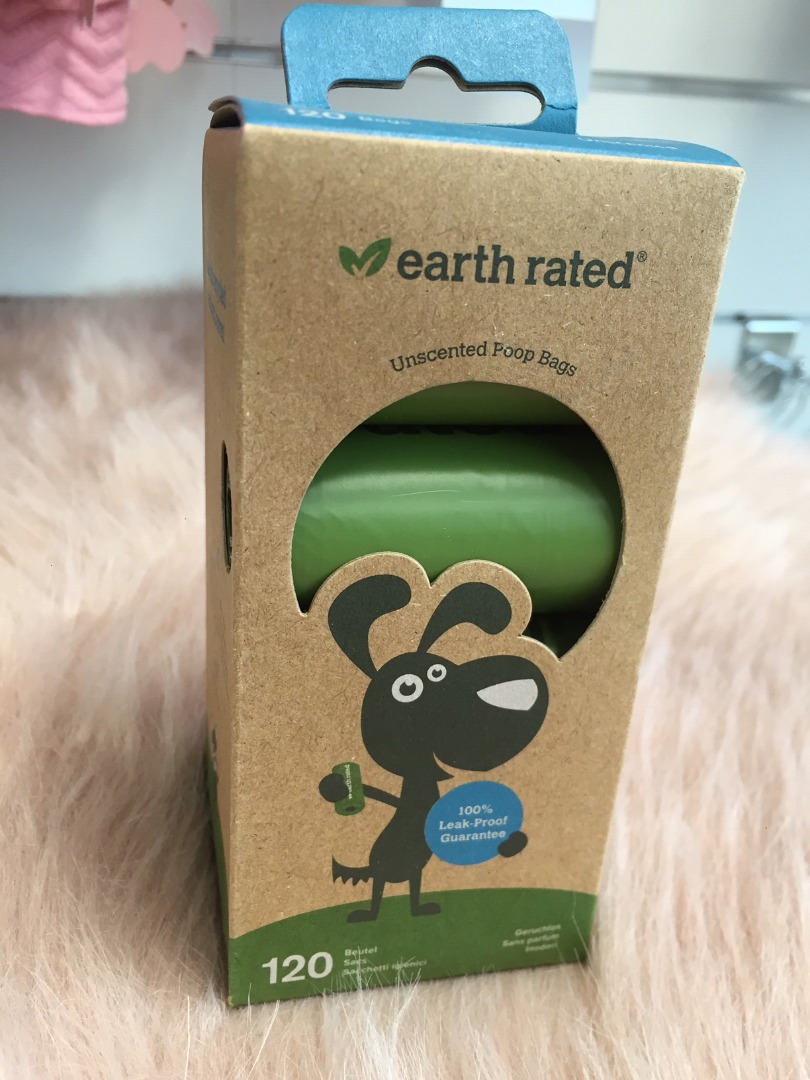 120 Bags
earth rated®
Unscented Poop Bags
100%
Leak-Proof
Guarantee
120
Beutel
Sacs
Sacchetti igienici
Geruchlos
Sans parfum
Inodori